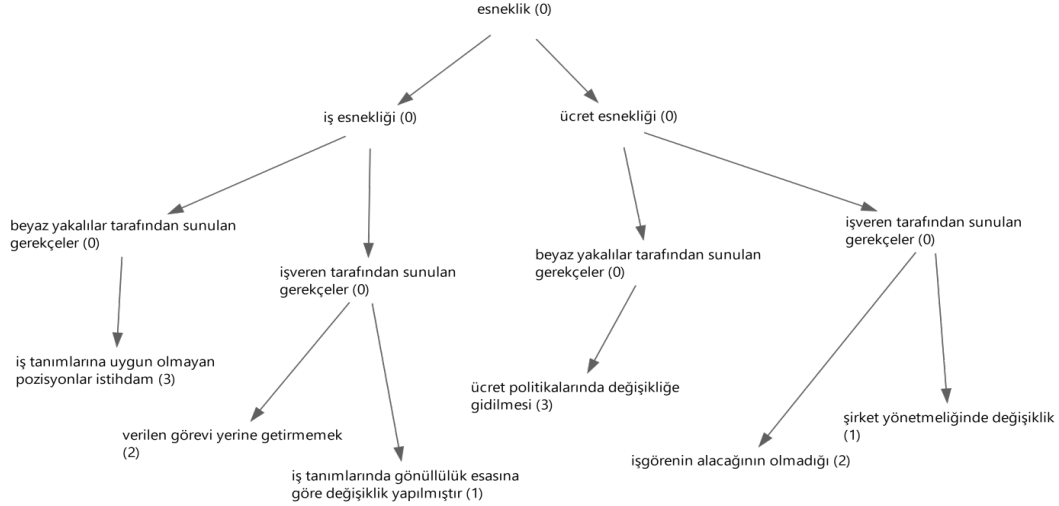 esneklik (0)
iş esnekliği (0)
ücret esnekliği (0)
beyaz yakalılar tarafından sunulan
gerekçeler (0)
işveren tarafından sunulan
gerekçeler (0)
beyaz yakalılar tarafından sunulan
gerekçeler (0)
işveren tarafından sunulan
gerekçeler (0)
iş tanımlarına uygun olmayan
pozisyonlar istihdam (3)
verilen görevi yerine getirmemek
(2)
iş tanımlarında gönüllülük esasına
göre değişiklik yapılmıştır (1)
ücret politikalarında değişikliğe
gidilmesi (3)
işgörenin alacağının olmadığı (2)
şirket yönetmeliğinde değişiklik
(1)